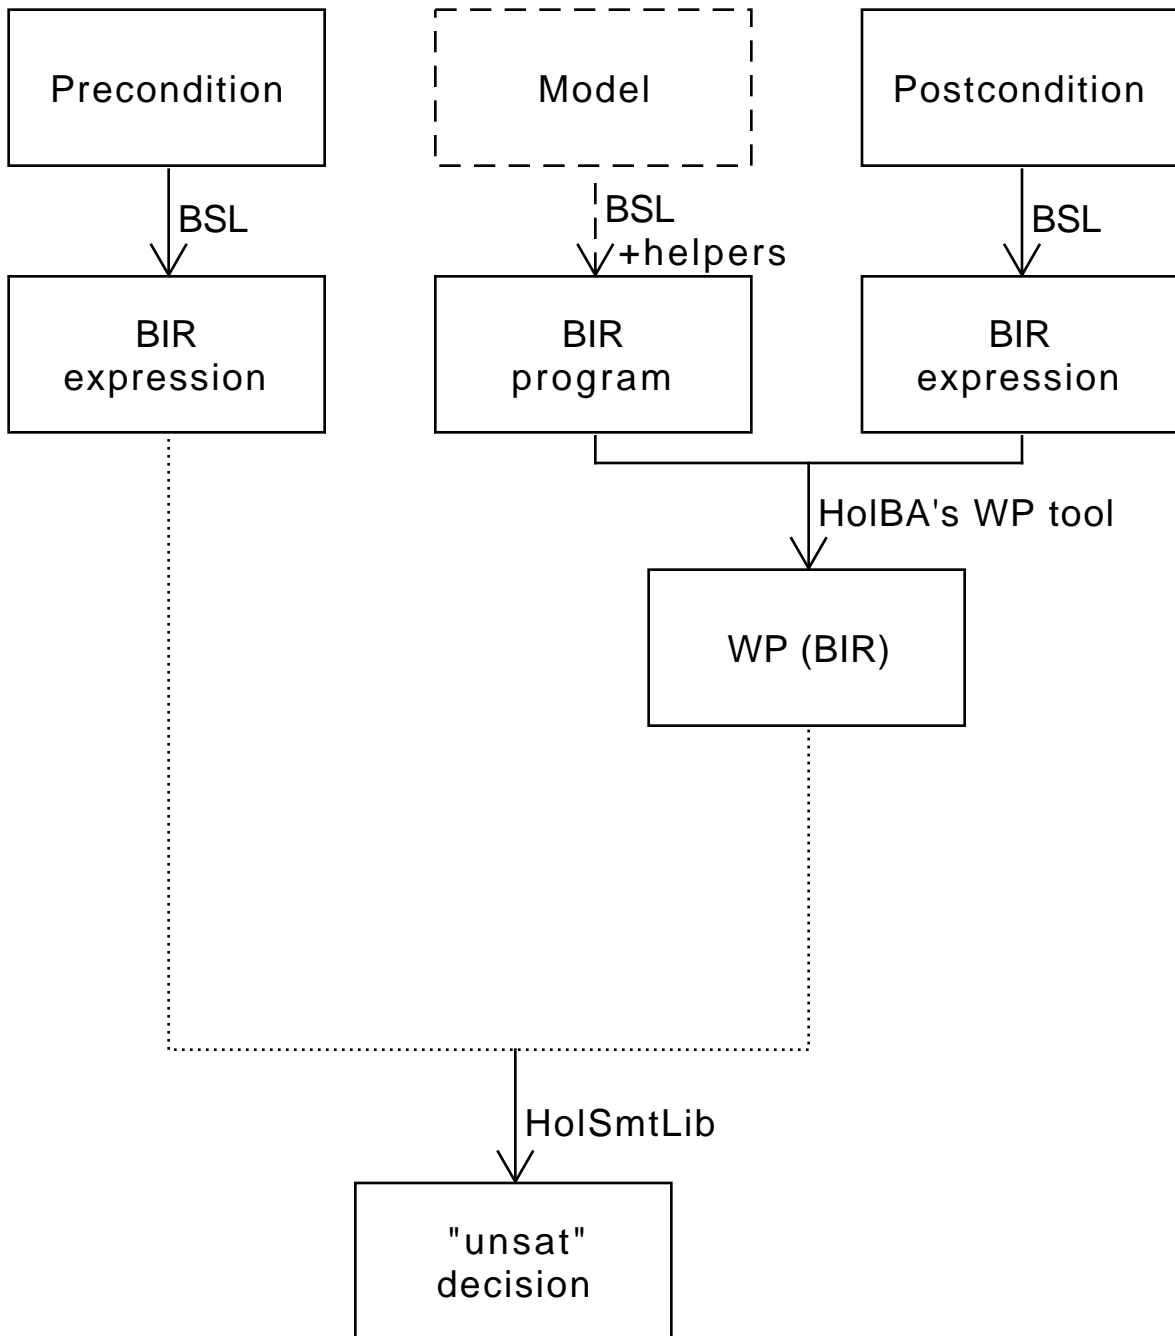 Precondition
Model
Postcondition
BSL
BSL
+helpers
BSL
BIR
expression
BIR
program
BIR
expression
HolBA's WP tool
WP (BIR)
HolSmtLib
"unsat"
decision